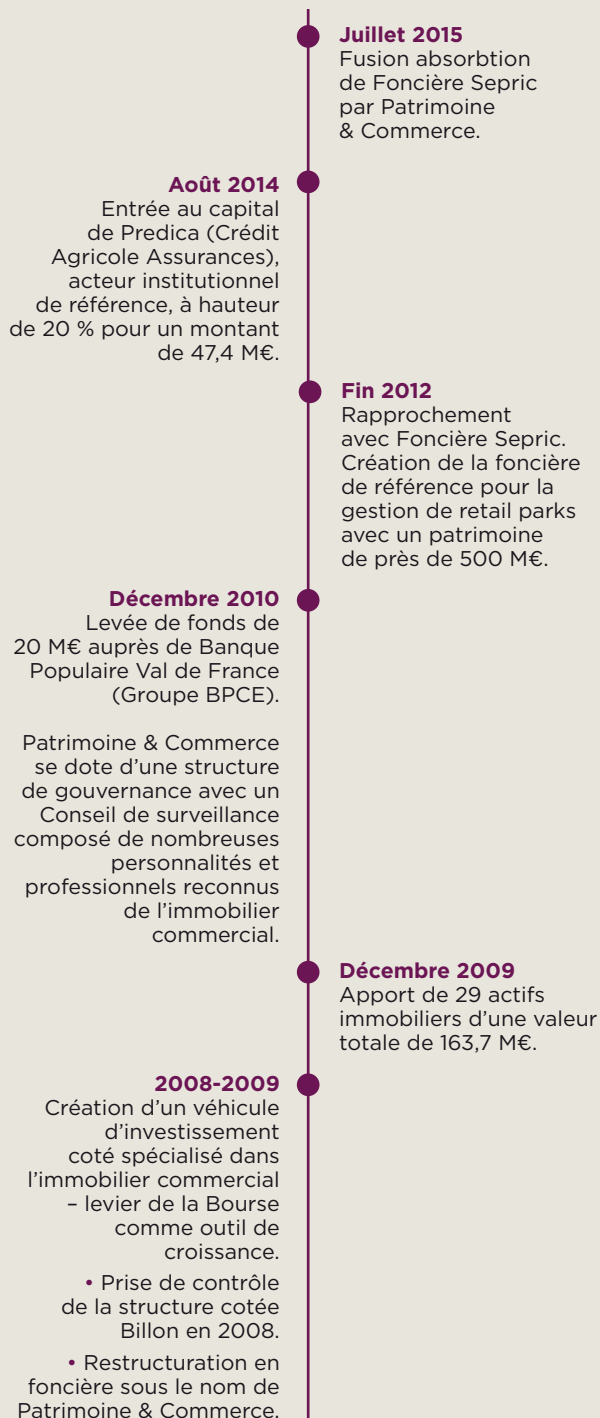 Juillet 2015
Fusion absorbtion
de Foncière Sepric
par Patrimoine
& Commerce.
Août 2014
Entrée au capital
de Predica (Crédit
Agricole Assurances),
acteur institutionnel
de référence, à hauteur
de 20 % pour un montant
de 47,4 M€.
Fin 2012
Rapprochement
avec Foncière Sepric.
Création de la foncière
de référence pour la
gestion de retail parks
avec un patrimoine
de près de 500 M€.
Décembre 2010
Levée de fonds de
20 M€ auprès de Banque
Populaire Val de France
(Groupe BPCE).
Patrimoine & Commerce
se dote d’une structure
de gouvernance avec un
Conseil de surveillance
composé de nombreuses
personnalités et
professionnels reconnus
de l’immobilier
commercial.
Décembre 2009
Apport de 29 actifs
immobiliers d’une valeur
totale de 163,7 M€.
2008-2009
Création d’un véhicule
d’investissement
coté spécialisé dans
l’immobilier commercial
– levier de la Bourse
comme outil de
croissance.
• Prise de contrôle
de la structure cotée
Billon en 2008.
• Restructuration en
foncière sous le nom de
Patrimoine & Commerce.